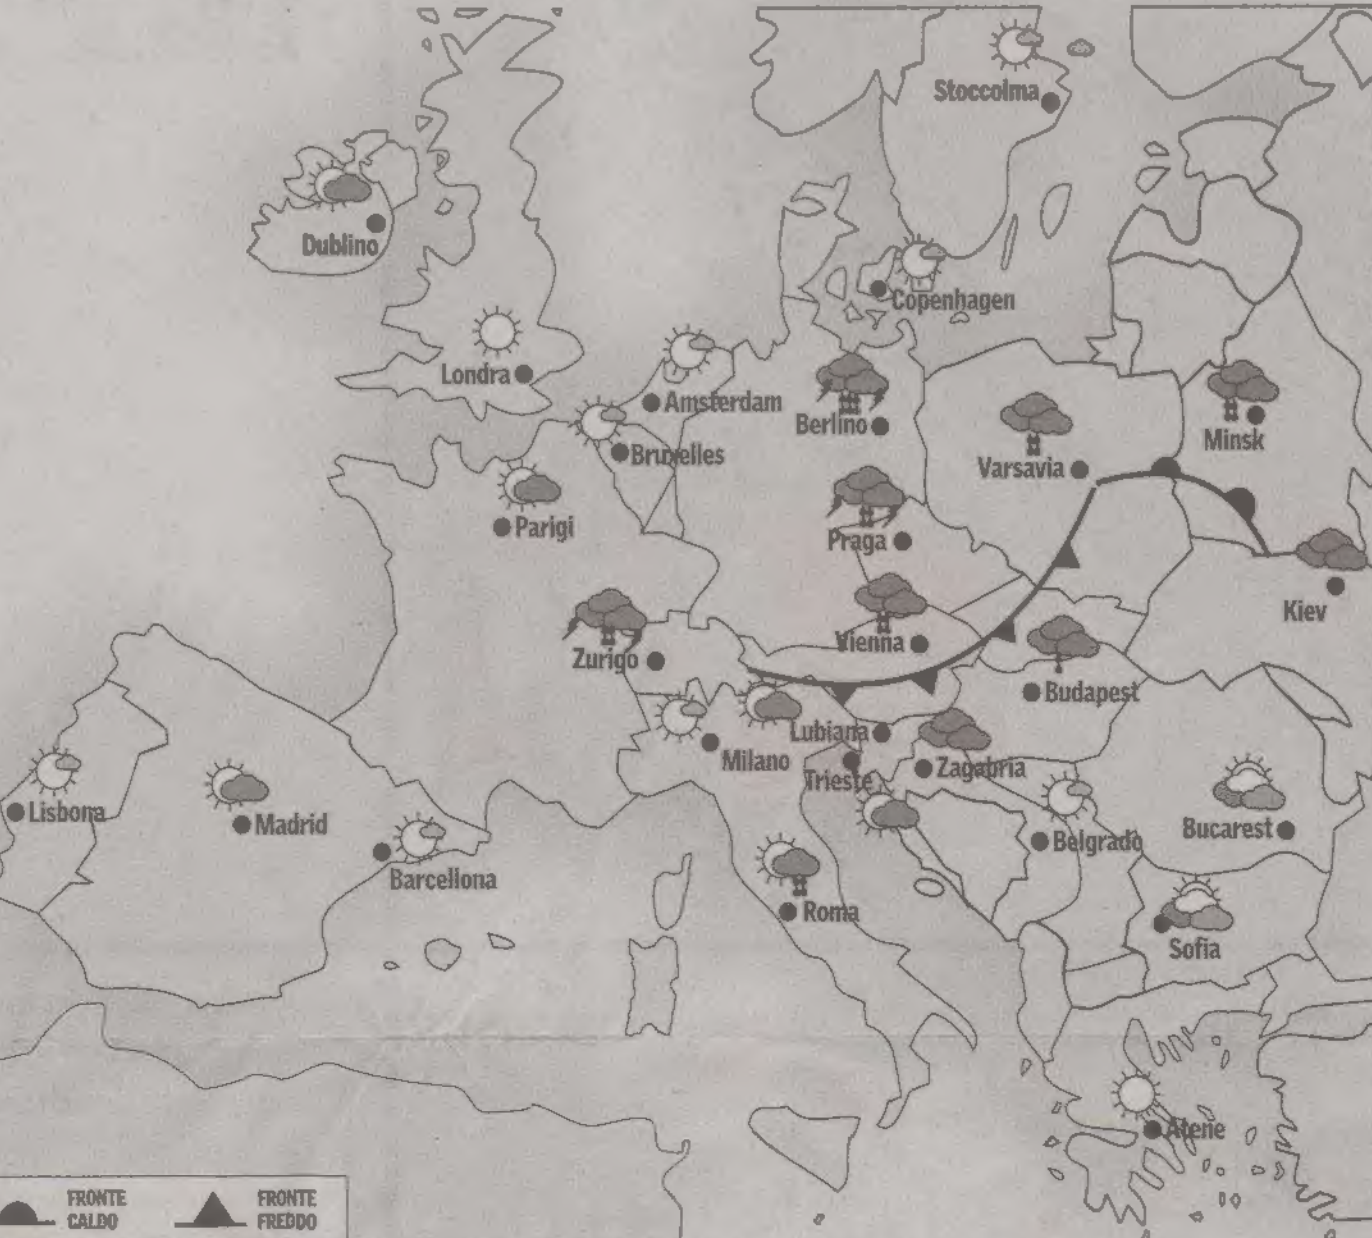 Stoccolma
Dublino
Copenhagen
Londra
Amsterdam
Berlino
Minsk
Bruxelles
Varsavia
Parigi
Praga
Kiev
Vienna
Zurigo
Budapest
Lubiana
Milano
Zagabria
Trieste
Lisbona
Madrid
Bucarest
Belgrado
Barcellona
Roma
Sofia
Atene
FRONTE
CALDO
FRONTE
FREDDO